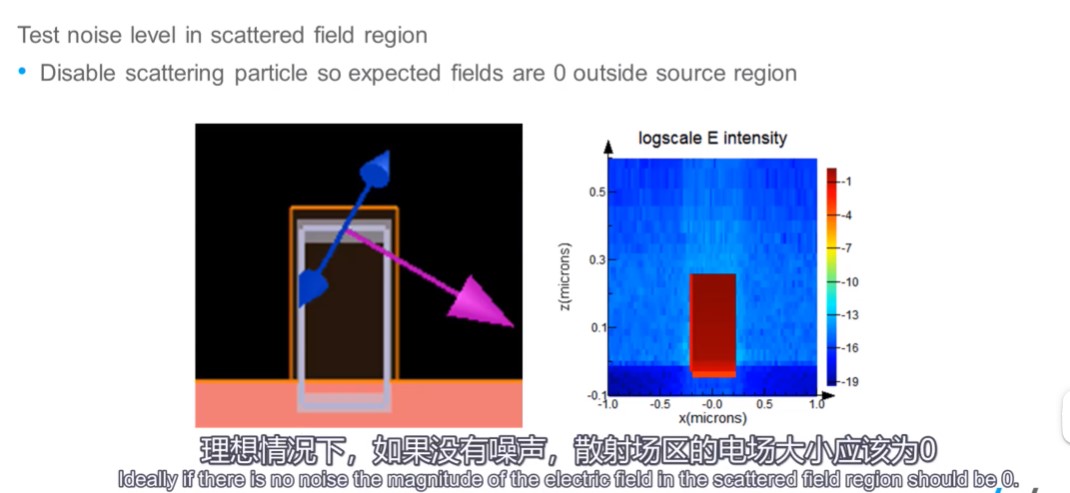 Test noise level in scattered field region
• Disable scattering particle so expected fields are 0 outside source region
logscale E intensity
z(microns)
0.5
0.3
0.1
-0.1
-1.0 -0.5 -0.0 0.5 1.0
x(microns)
-1
-4
-7
-10
-13
-16
-19
理想情况下，如果没有噪声，散射场区的电场大小应该为0
Ideally if there is no noise the magnitude of the electric field in the scattered field region should be 0.